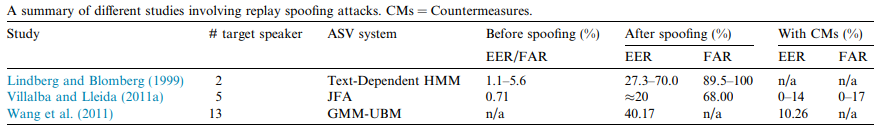 A summary of different studies involving replay spoofing attacks. CMs = Countermeasures.
Study # target speaker ASV system Before spoofing (%) After spoofing (%) With CMs (%)
EER/FAR EER FAR EER FAR
Lindberg and Blomberg (1999) 2 Text-Dependent HMM 1.1–5.6 27.3–70.0 89.5–100 n/a n/a
Villalba and Lleida (2011a) 5 JFA 0.71 ≈20 68.00 0–14 0–17
Wang et al. (2011) 13 GMM-UBM n/a 40.17 n/a 10.26 n/a